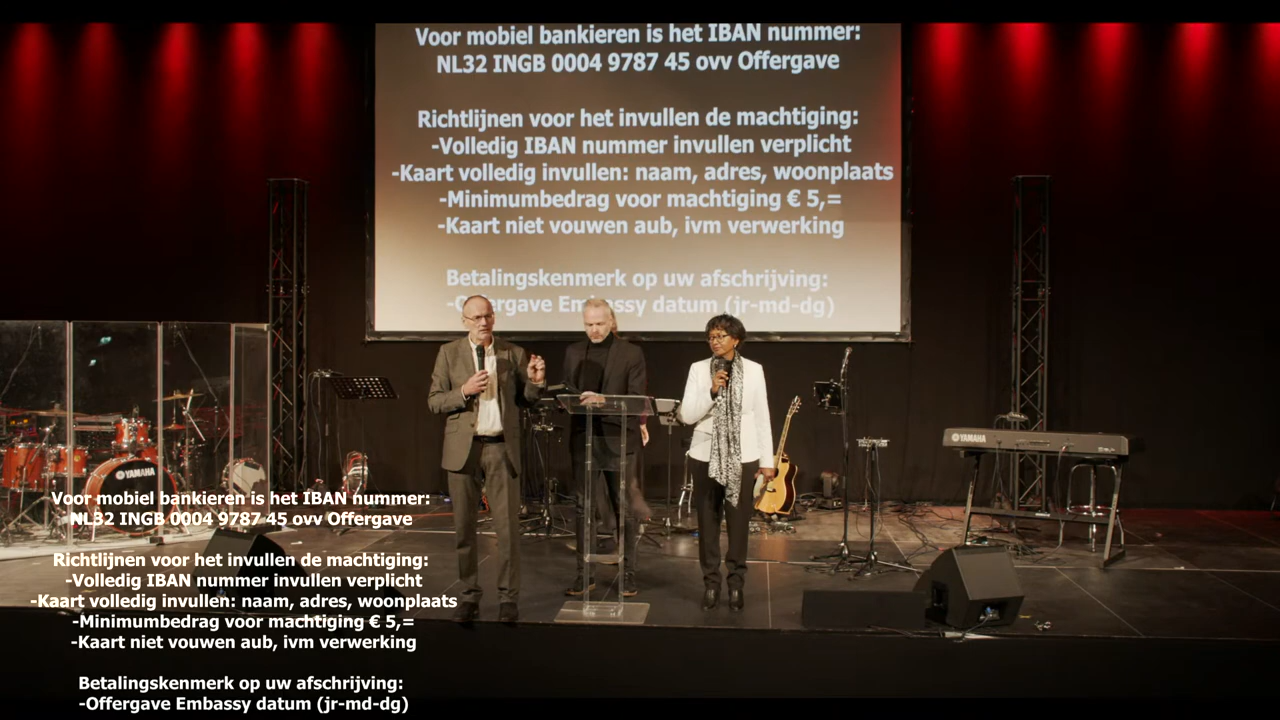 Voor mobiel bankieren is het IBAN nummer:
NL32 INGB 0004 9787 45 ovv Offergave
Richtlijnen voor het invullen de machtiging:
-Volledig IBAN nummer invullen verplicht
-Kaart volledig invullen: naam, adres, woonplaats
-Minimumbedrag voor machtiging € 5,=
-Kaart niet vouwen aub, ivm verwerking
Betalingskenmerk op uw afschrijving:
-Offergave Embassy datum (jr-md-dg)
YAMAHA
YAMAHA
Voor mobiel bankieren is het IBAN nummer:
NL32 INGB 0004 9787 45 ovv Offergave
Richtlijnen voor het invullen de machtiging:
-Volledig IBAN nummer invullen verplicht
-Kaart volledig invullen: naam, adres, woonplaats
-Minimumbedrag voor machtiging € 5,=
-Kaart niet vouwen aub, ivm verwerking
Betalingskenmerk op uw afschrijving:
-Offergave Embassy datum (jr-md-dg)